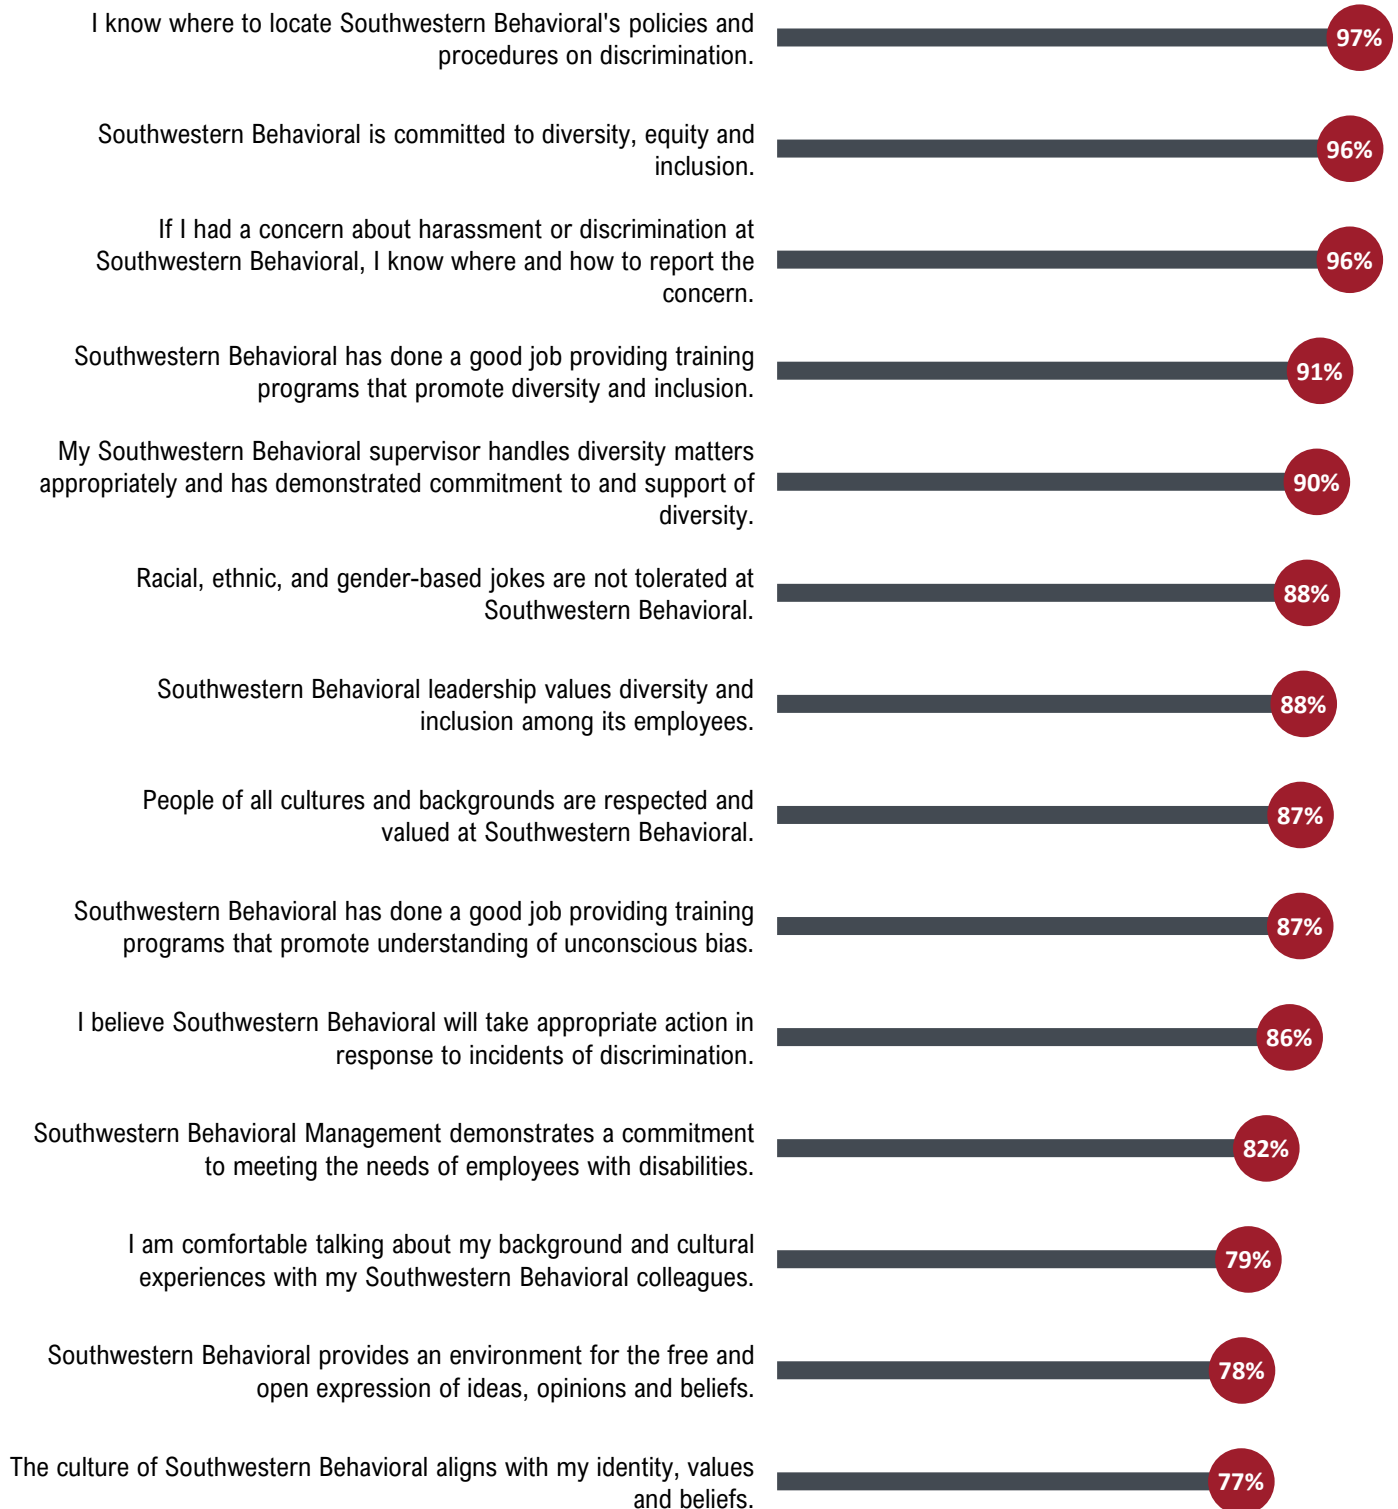 I know where to locate Southwestern Behavioral's policies and
procedures on discrimination.
97%
Southwestern Behavioral is committed to diversity, equity and
inclusion.
96%
If I had a concern about harassment or discrimination at
Southwestern Behavioral, I know where and how to report the
concern.
96%
Southwestern Behavioral has done a good job providing training
programs that promote diversity and inclusion.
91%
My Southwestern Behavioral supervisor handles diversity matters
appropriately and has demonstrated commitment to and support of
diversity.
90%
Racial, ethnic, and gender-based jokes are not tolerated at
Southwestern Behavioral.
88%
Southwestern Behavioral leadership values diversity and
inclusion among its employees.
88%
People of all cultures and backgrounds are respected and
valued at Southwestern Behavioral.
87%
Southwestern Behavioral has done a good job providing training
programs that promote understanding of unconscious bias.
87%
I believe Southwestern Behavioral will take appropriate action in
response to incidents of discrimination.
86%
Southwestern Behavioral Management demonstrates a commitment
to meeting the needs of employees with disabilities.
82%
I am comfortable talking about my background and cultural
experiences with my Southwestern Behavioral colleagues.
79%
Southwestern Behavioral provides an environment for the free and
open expression of ideas, opinions and beliefs.
78%
The culture of Southwestern Behavioral aligns with my identity, values
and beliefs.
77%